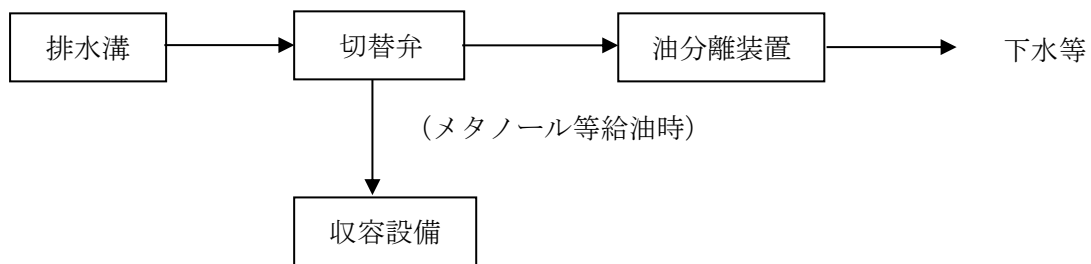 排水溝
切替弁
油分離装置
下水等
（メタノール等給油時）
収容設備